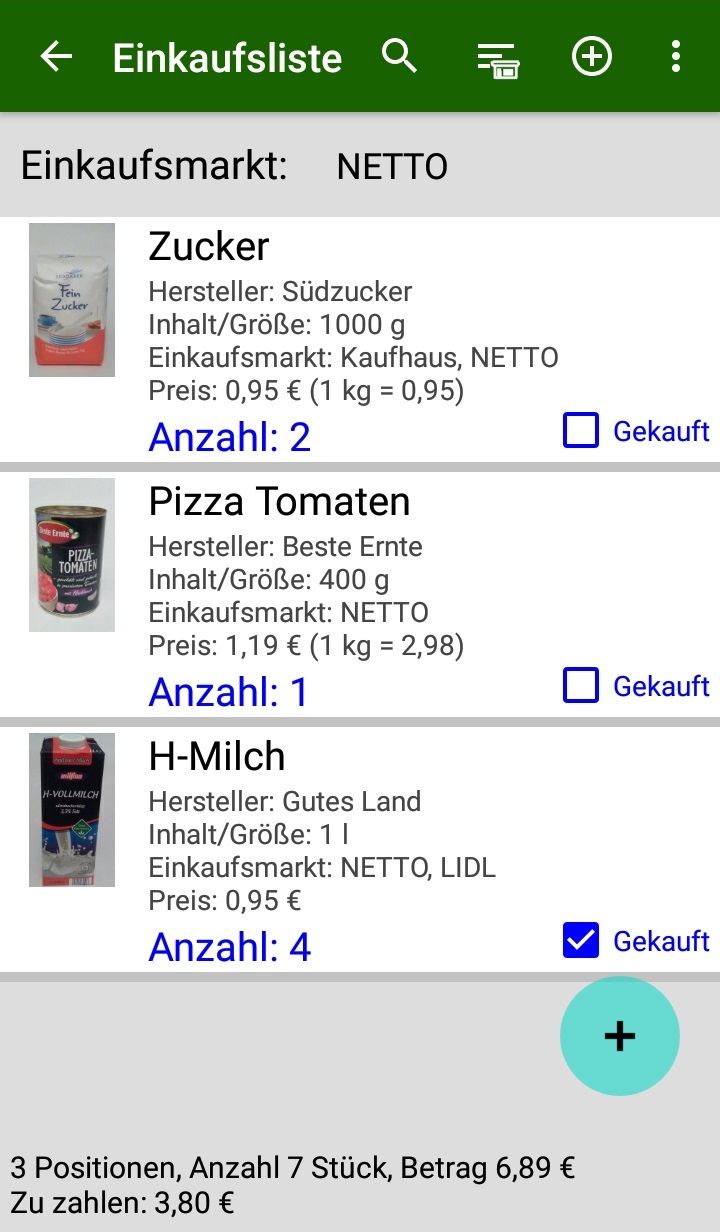 Einkaufsliste
Einkaufsmarkt: NETTO
Zucker
Hersteller: Südzucker
Inhalt/Größe: 1000 g
Einkaufsmarkt: Kaufhaus, NETTO
Preis: 0,95 € (1 kg = 0,95)
Anzahl: 2
Gekauft
Fein
Zucker
Pizza Tomaten
Hersteller: Beste Ernte
Inhalt/Größe: 400 g
Einkaufsmarkt: NETTO
Preis: 1,19 € (1 kg = 2,98)
Anzahl: 1
Gekauft
Beste Ernte
PIZZA-
TOMATEN
H-Milch
Hersteller: Gutes Land
Inhalt/Größe: 1 l
Einkaufsmarkt: NETTO, LIDL
Preis: 0,95 €
Anzahl: 4
Gekauft
H-VOLLMILCH
3 Positionen, Anzahl 7 Stück, Betrag 6,89 €
Zu zahlen: 3,80 €